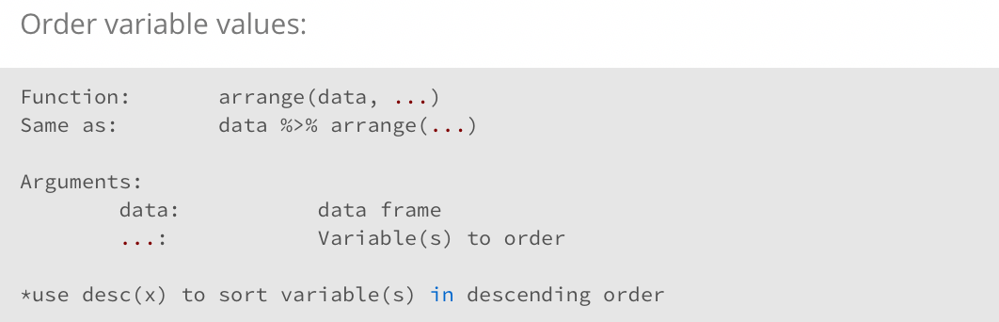 Order variable values:
Function: arrange(data, ...)
Same as: data %>% arrange(...)
Arguments:
data: data frame
...: Variable(s) to order
*use desc(x) to sort variable(s) in descending order